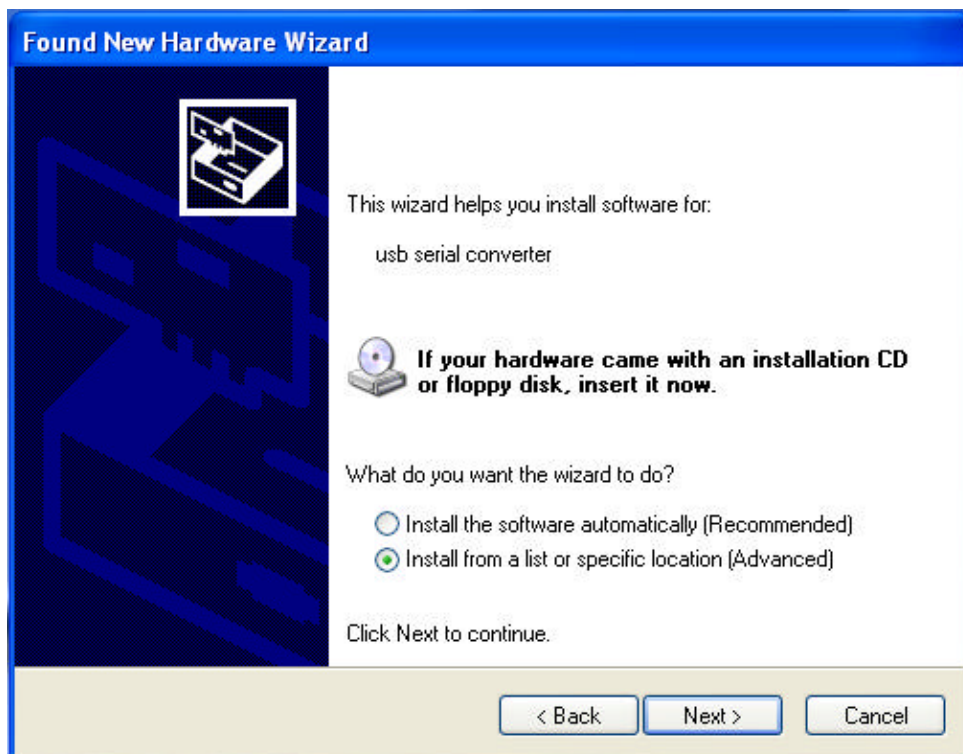 Found New Hardware Wizard
This wizard helps you install software for:
usb serial converter
If your hardware came with an installation CD
or floppy disk, insert it now.
What do you want the wizard to do?
Install the software automatically (Recommended)
Install from a list or specific location (Advanced)
Click Next to continue.
< Back Next > Cancel